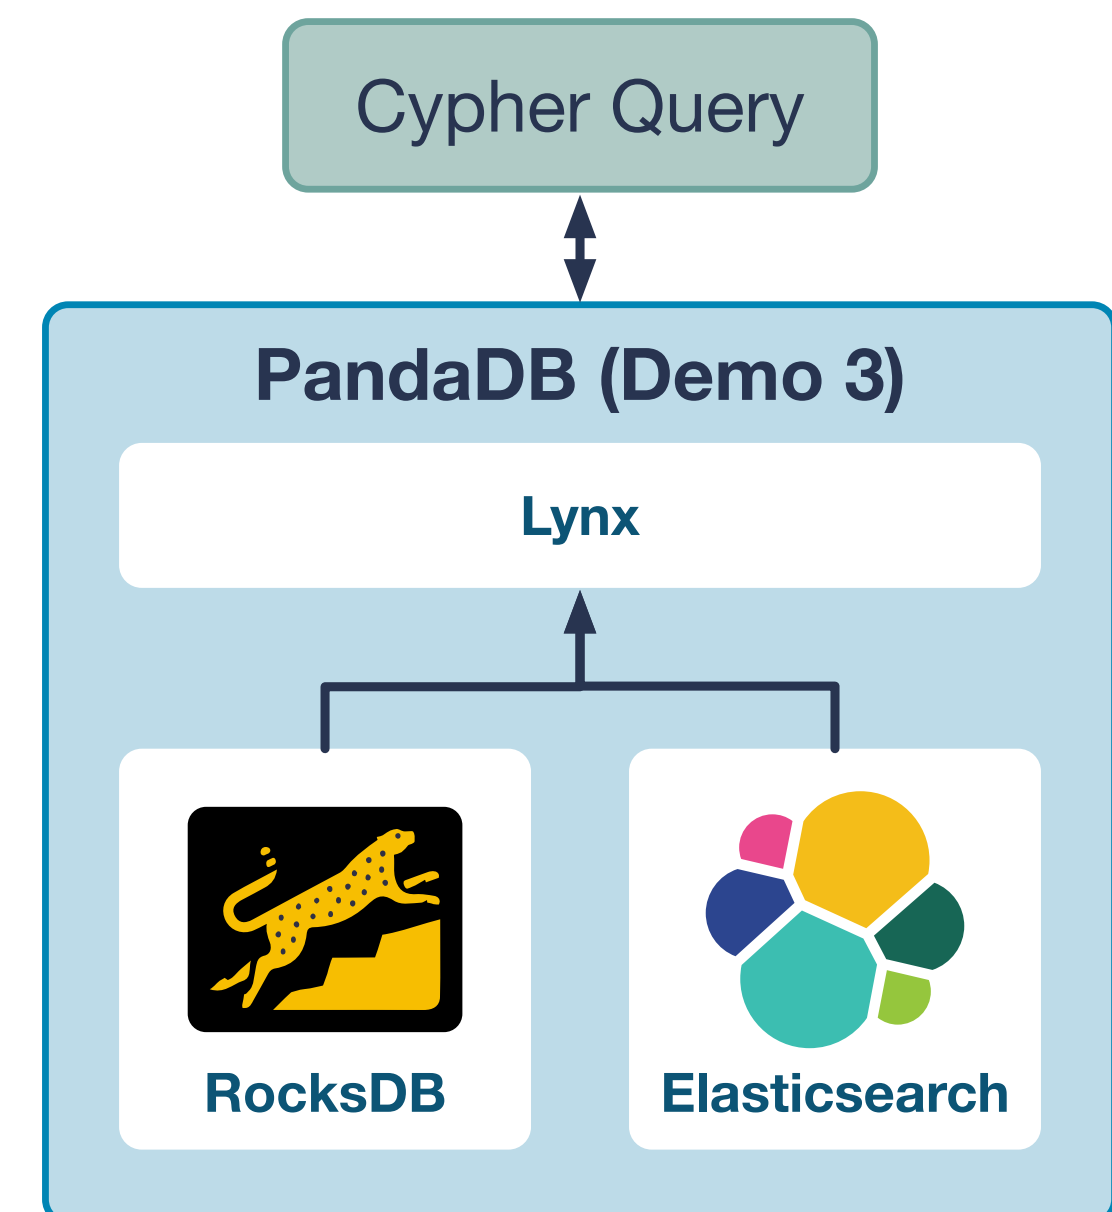 Cypher Query
PandaDB (Demo 3)
Lynx
RocksDB
Elasticsearch